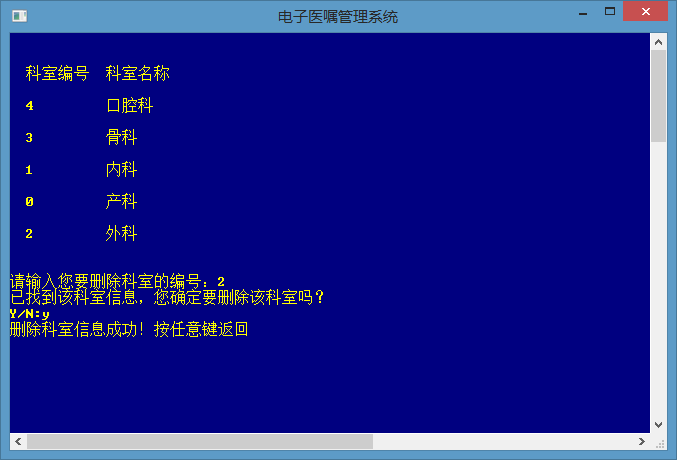 电子医嘱管理系统
科室编号 科室名称
4 口腔科
3 骨科
1 内科
0 产科
2 外科
请输入您要删除科室的编号：2
已找到该科室信息，您确定要删除该科室吗？
Y/N:y
删除科室信息成功！按任意键返回